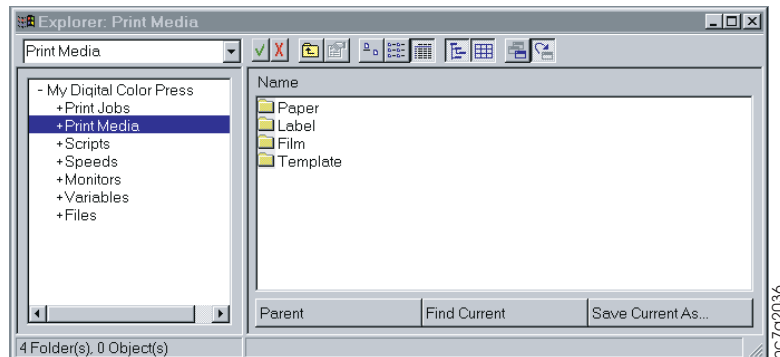 Explorer: Print Media
Print Media
- My Digital Color Press
+Print Jobs
+Print Media
+Scripts
+Speeds
+Monitors
+Variables
+Files
Name
Paper
Label
Film
Template
Parent
Find Current
Save Current As...
4 Folder(s), 0 Object(s)